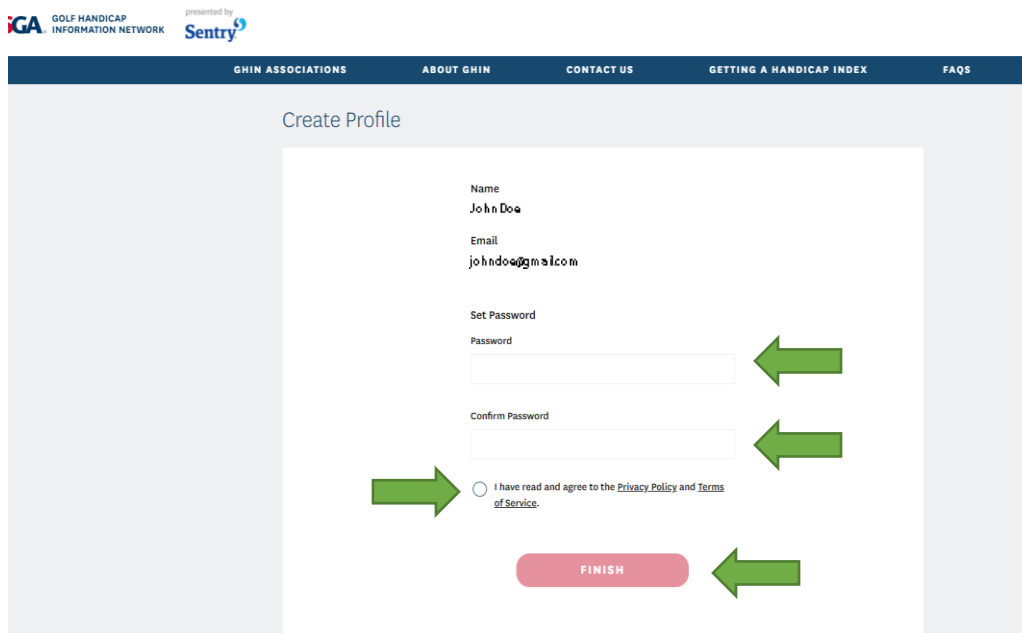 GA. GOLF HANDICAP
INFORMATION NETWORK
presented by
Sentry
GHIN ASSOCIATIONS ABOUT GHIN CONTACT US GETTING A HANDICAP INDEX FAQS
Create Profile
Name
John Doe
Email
johndoe@gmail.com
Set Password
Password
Confirm Password
I have read and agree to the Privacy Policy and Terms
of Service.
FINISH